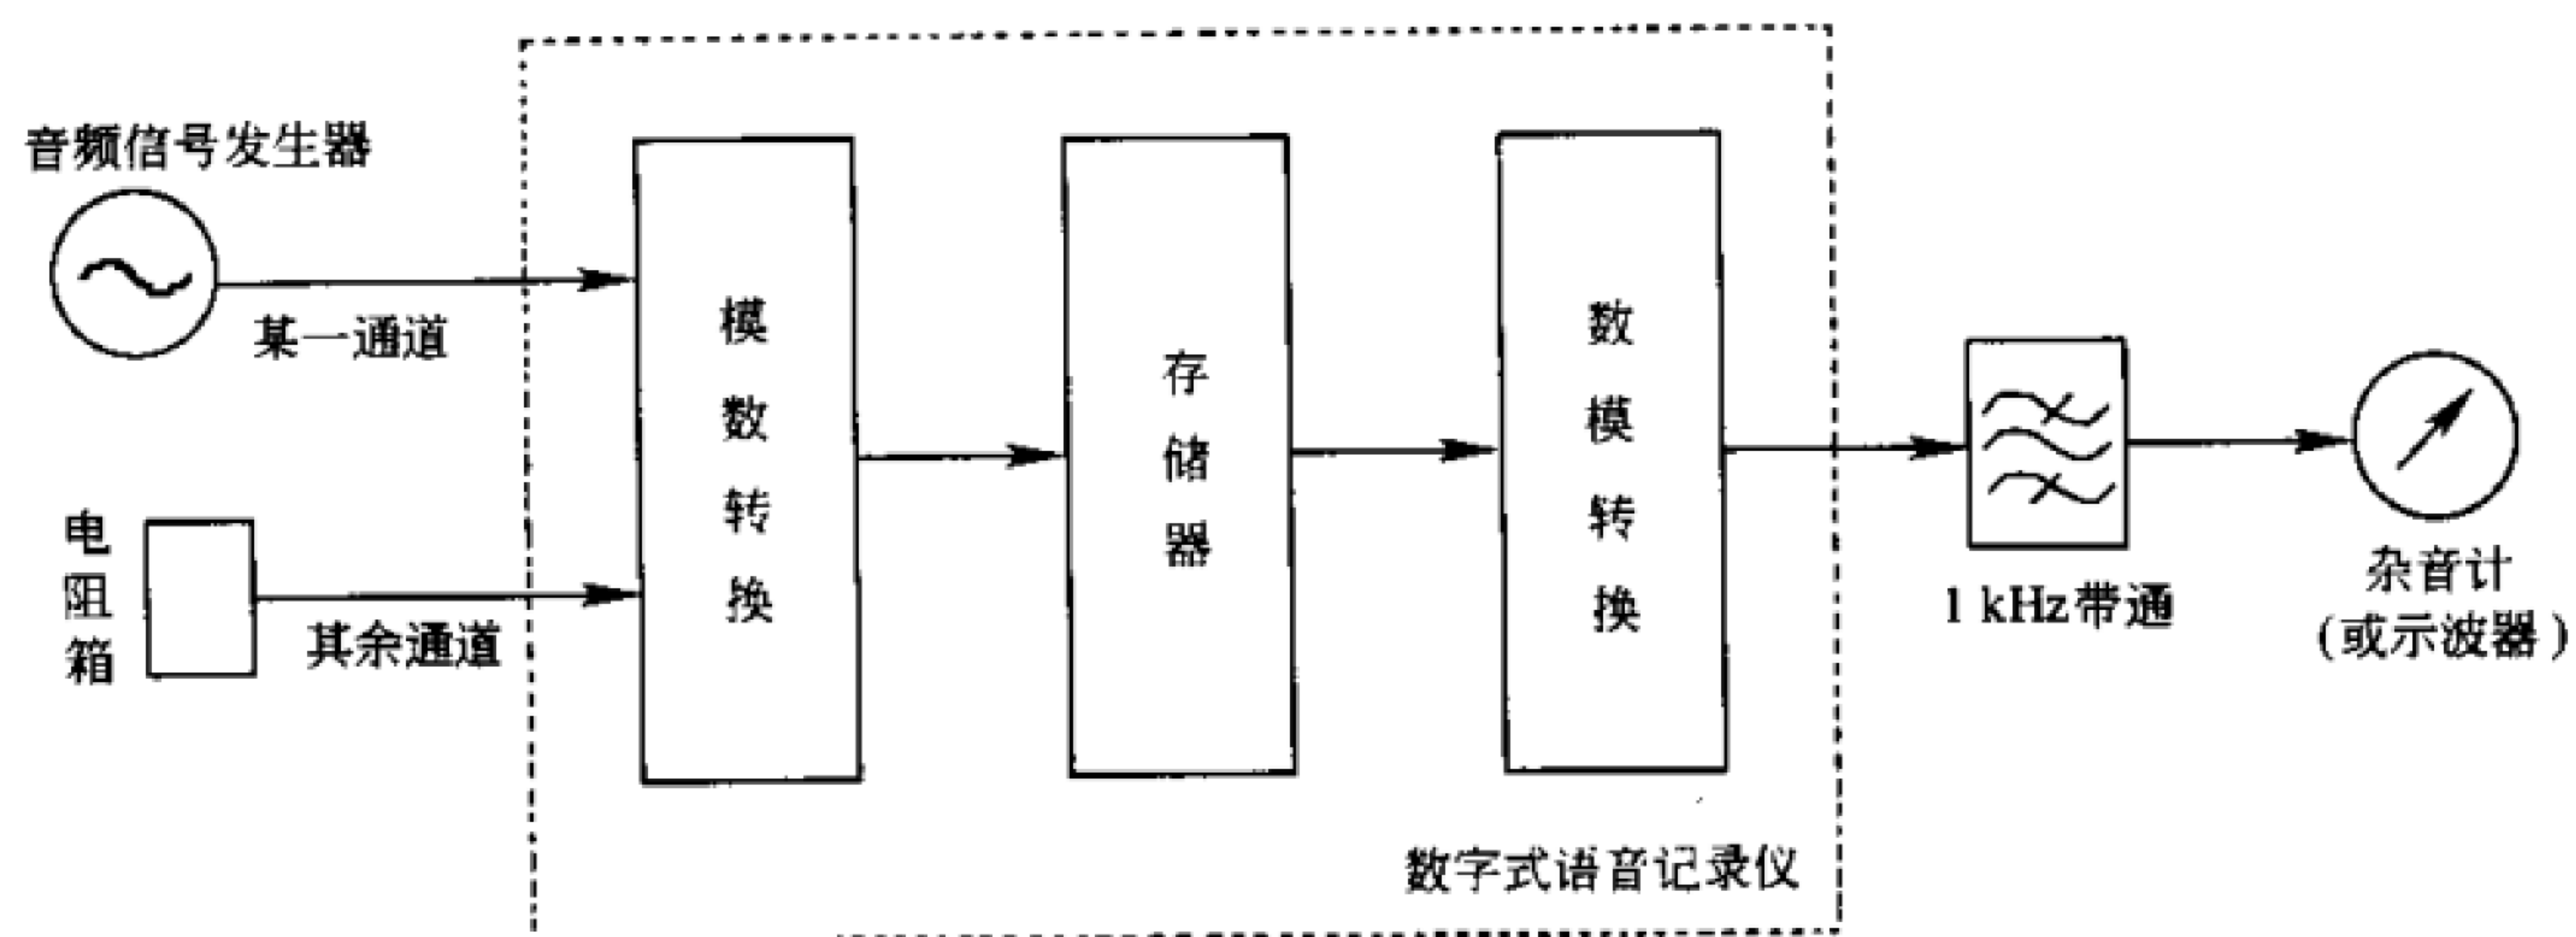 音频信号发生器
某一通道
电阻箱
其余通道
模数转换
存储器
数模转换
1 kHz带通
杂音计
(或示波器)
数字式语音记录仪